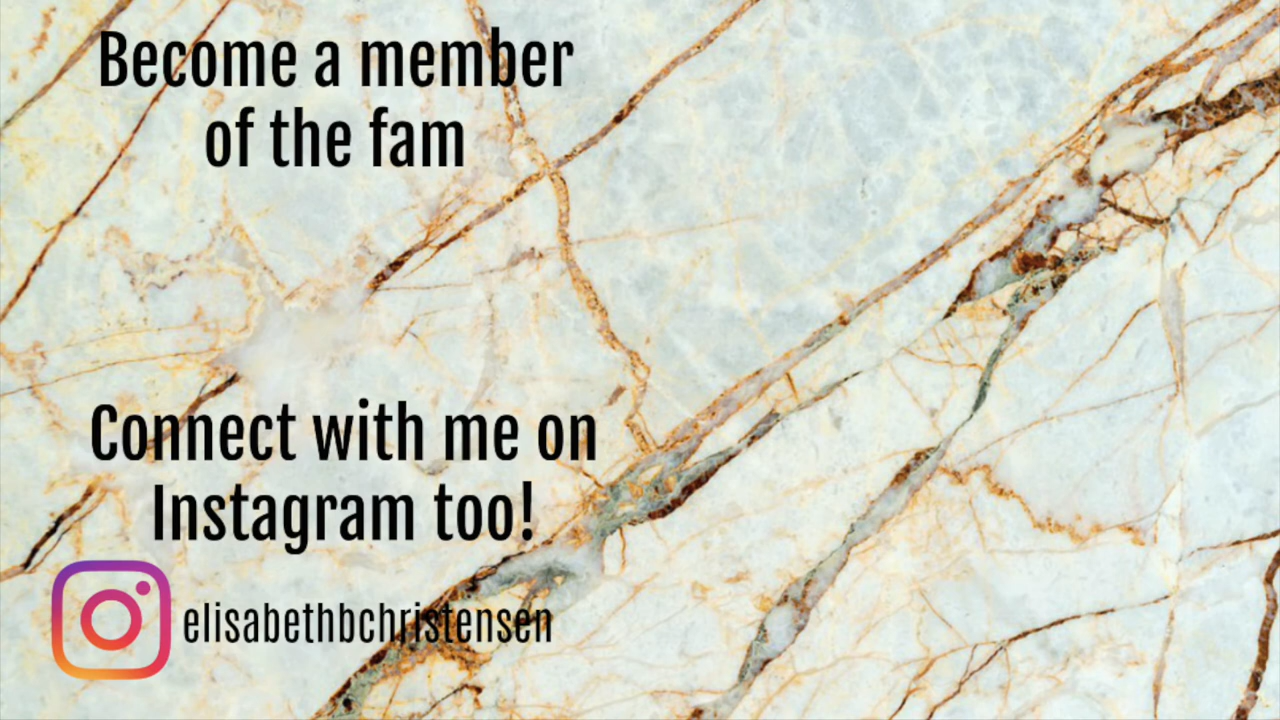 Become a member
of the fam
Connect with me on
Instagram too!
elisabethbchristensen